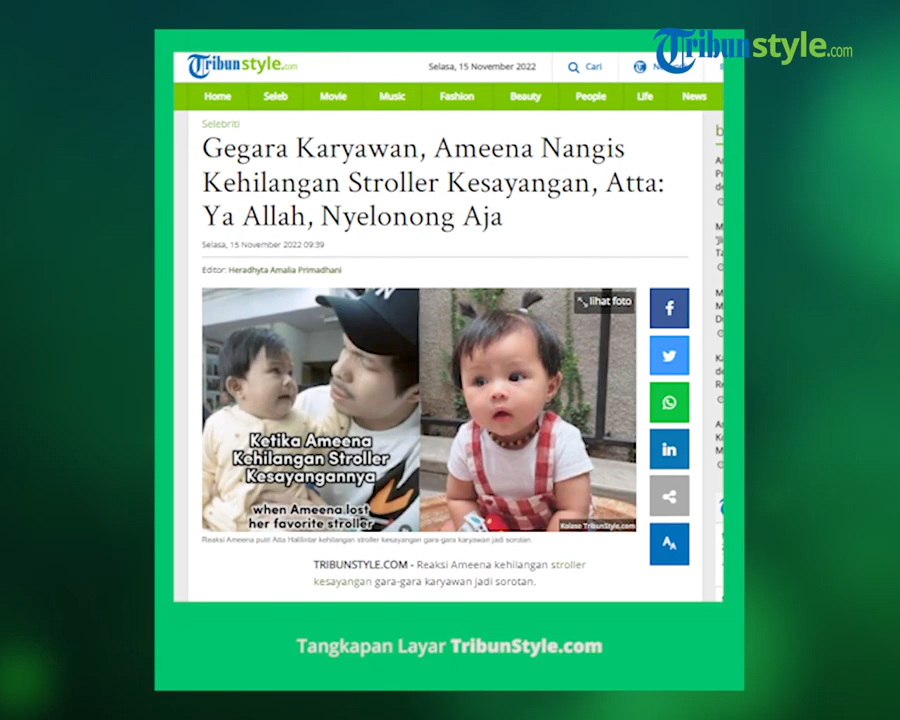 Tribunstyle.com
Tribunstyle.com
Selasa, 15 November 2022
Cari
Home Seleb Movie Music Fashion Beauty People Life News
Selebriti
Gegara Karyawan, Ameena Nangis
Kehilangan Stroller Kesayangan, Atta:
Ya Allah, Nyelonong Aja
Selasa, 15 November 2022 09:39
Editor: Heradhyta Amalia Primadhani
lihat foto
Ketika Ameena
Kehilangan Stroller
Kesayangannya
when Ameena lost
her favorite stroller
Kolase TribunStyle.com
Reaksi Ameena putri Atta Halilintar kehilangan stroller kesayangan gara-gara karyawan jadi sorotan.
TRIBUNSTYLE.COM - Reaksi Ameena kehilangan stroller
kesayangan gara-gara karyawan jadi sorotan.
Tangkapan Layar TribunStyle.com